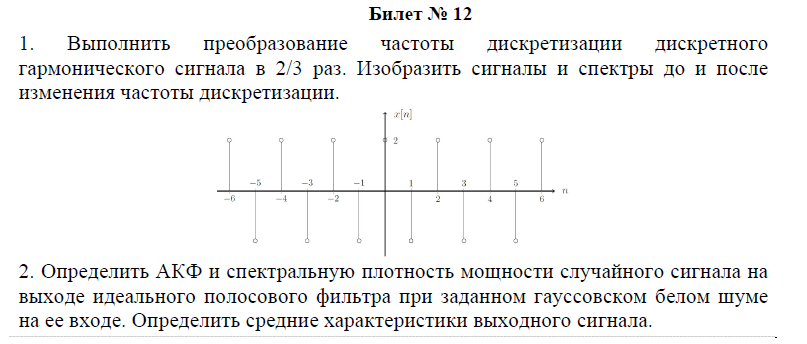 Билет № 12
1. Выполнить преобразование частоты дискретизации дискретного
гармонического сигнала в 2/3 раз. Изобразить сигналы и спектры до и после
изменения частоты дискретизации.
x[n]
2
−5 −3 −1 1 3 5
n
−6 −4 −2 2 4 6
2. Определить АКФ и спектральную плотность мощности случайного сигнала на
выходе идеального полосового фильтра при заданном гауссовском белом шуме
на ее входе. Определить средние характеристики выходного сигнала.